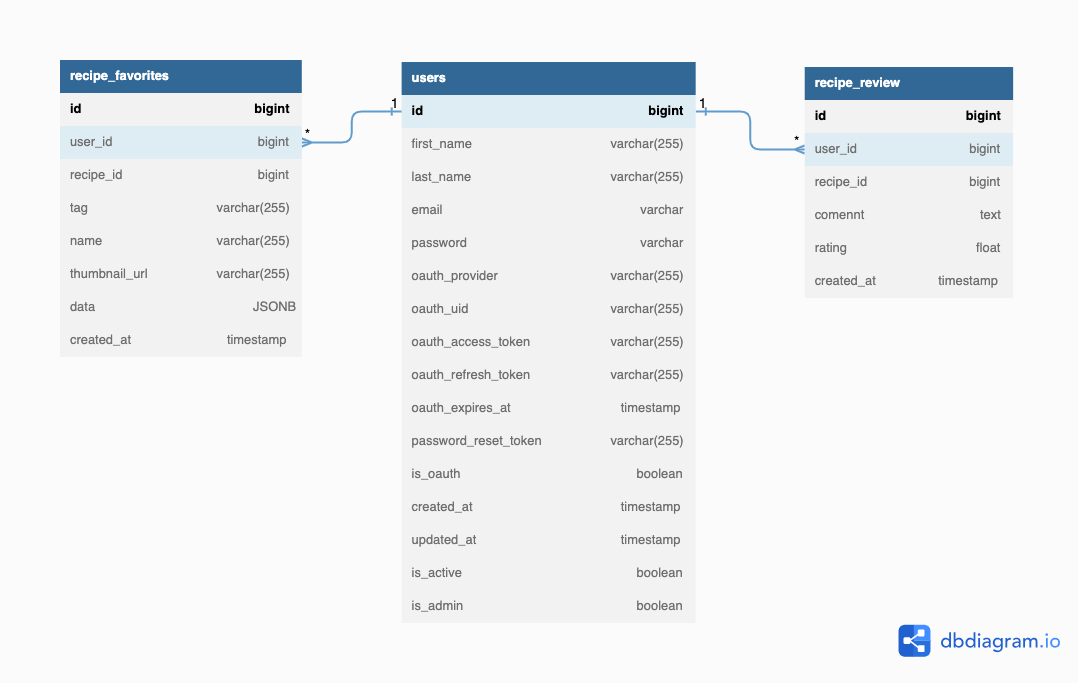 recipe_favorites
id bigint
user_id bigint
recipe_id bigint
tag varchar(255)
name varchar(255)
thumbnail_url varchar(255)
data JSONB
created_at timestamp
*
1
users
id bigint
first_name varchar(255)
last_name varchar(255)
email varchar
password varchar
oauth_provider varchar(255)
oauth_uid varchar(255)
oauth_access_token varchar(255)
oauth_refresh_token varchar(255)
oauth_expires_at timestamp
password_reset_token varchar(255)
is_oauth boolean
created_at timestamp
updated_at timestamp
is_active boolean
is_admin boolean
1
*
recipe_review
id bigint
user_id bigint
recipe_id bigint
comennt text
rating float
created_at timestamp
dbdiagram.io